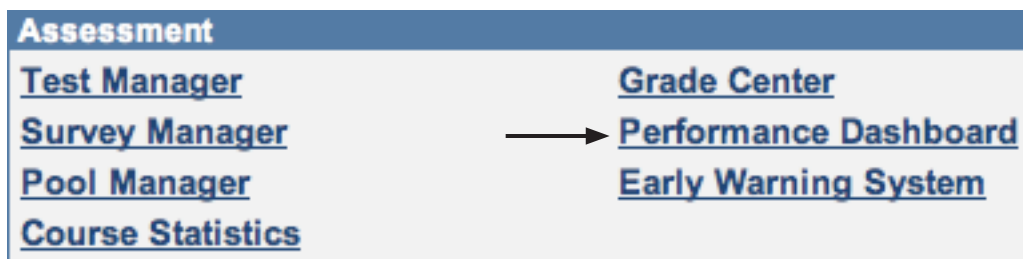 Assessment
Test Manager
Survey Manager
Pool Manager
Course Statistics
Grade Center
Performance Dashboard
Early Warning System